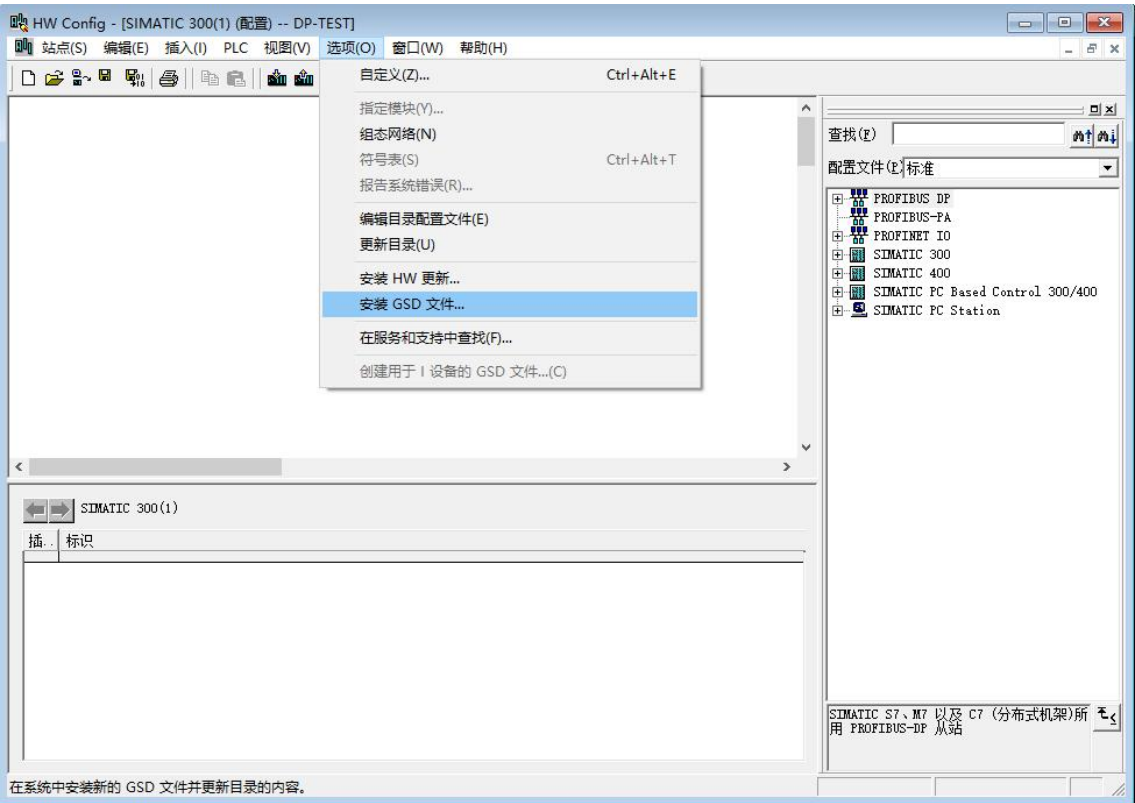 HW Config - [SIMATIC 300(1) (配置) -- DP-TEST]
站点(S) 编辑(E) 插入(I) PLC 视图(V) 选项(O) 窗口(W) 帮助(H)
自定义(Z)... Ctrl+Alt+E
指定模块(Y)...
组态网络(N)
符号表(S) Ctrl+Alt+T
报告系统错误(R)...
编辑目录配置文件(E)
更新目录(U)
安装 HW 更新...
安装 GSD 文件...
在服务和支持中查找(F)...
创建用于 I 设备的 GSD 文件...(C)
查找(F)
配置文件(P) 标准
PROFIBUS DP
PROFIBUS-PA
PROFINET IO
SIMATIC 300
SIMATIC 400
SIMATIC PC Based Control 300/400
SIMATIC PC Station
SIMATIC 300(1)
插.. 标识
SIMATIC S7、M7 以及 C7 (分布式机架)所
用 PROFIBUS-DP 从站
在系统中安装新的 GSD 文件并更新目录的内容。